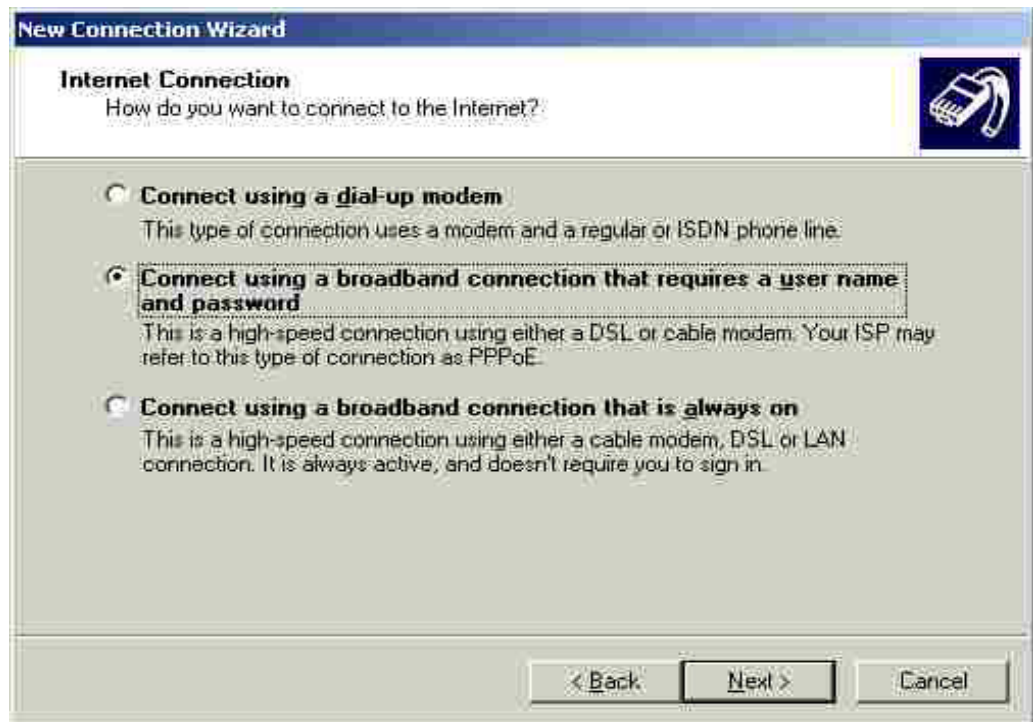 New Connection Wizard
Internet Connection
How do you want to connect to the Internet?
Connect using a dial-up modem
This type of connection uses a modem and a regular or ISDN phone line.
Connect using a broadband connection that requires a user name
and password
This is a high-speed connection using either a DSL or cable modem. Your ISP may
refer to this type of connection as PPPoE.
Connect using a broadband connection that is always on
This is a high-speed connection using either a cable modem, DSL or LAN
connection. It is always active, and doesn't require you to sign in.
< Back Next > Cancel